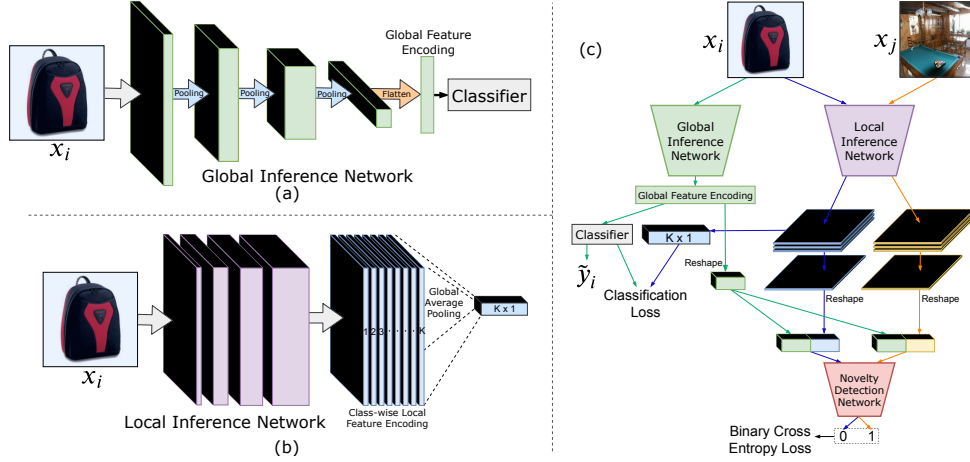 Global Feature
Encoding
Pooling
Pooling
Pooling
Flatten
Classifier
x_i
Global Inference Network
(a)
1 2 3 · · · · · K
Global
Average
Pooling
K x 1
x_i
Local Inference Network
Class-wise Local
Feature Encoding
(b)
(c)
x_i
x_j
Global
Inference
Network
Local
Inference
Network
Global Feature Encoding
Classifier
K x 1
Reshape
ỹ_i
Classification
Loss
Reshape
Reshape
Novelty
Detection
Network
Binary Cross
Entropy Loss
0 1